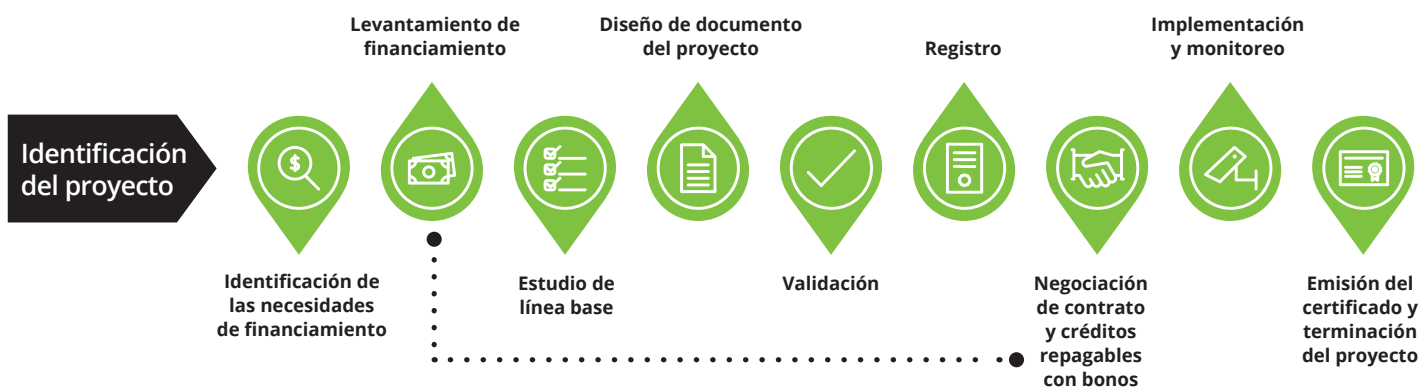 Identificación
del proyecto
Identificación de
las necesidades
de financiamiento
Levantamiento de
financiamiento
Estudio de
línea base
Diseño de documento
del proyecto
Validación
Registro
Negociación
de contrato
y créditos
repagables
con bonos
Implementación
y monitoreo
Emisión del
certificado y
terminación
del proyecto
$